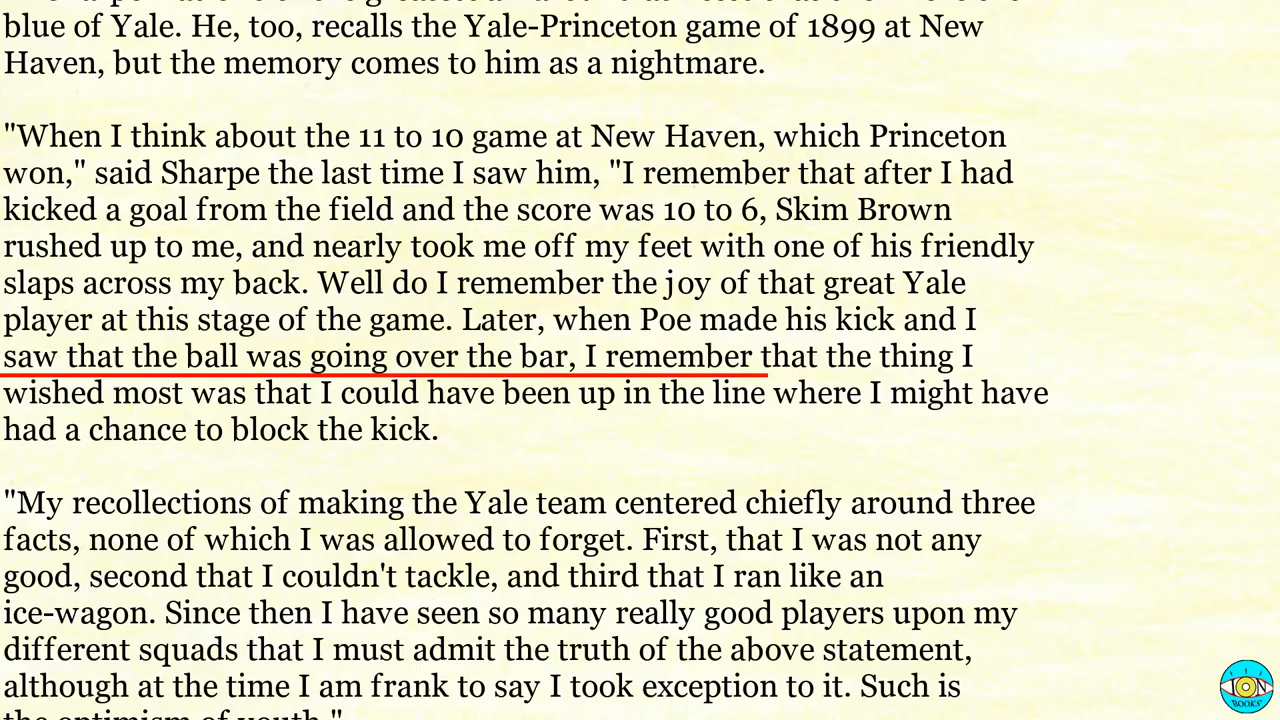 blue of Yale. He, too, recalls the Yale-Princeton game of 1899 at New
Haven, but the memory comes to him as a nightmare.
"When I think about the 11 to 10 game at New Haven, which Princeton
won," said Sharpe the last time I saw him, "I remember that after I had
kicked a goal from the field and the score was 10 to 6, Skim Brown
rushed up to me, and nearly took me off my feet with one of his friendly
slaps across my back. Well do I remember the joy of that great Yale
player at this stage of the game. Later, when Poe made his kick and I
saw that the ball was going over the bar, I remember that the thing I
wished most was that I could have been up in the line where I might have
had a chance to block the kick.
"My recollections of making the Yale team centered chiefly around three
facts, none of which I was allowed to forget. First, that I was not any
good, second that I couldn't tackle, and third that I ran like an
ice-wagon. Since then I have seen so many really good players upon my
different squads that I must admit the truth of the above statement,
although at the time I am frank to say I took exception to it. Such is
the optimism of youth."
ION
BOOKS